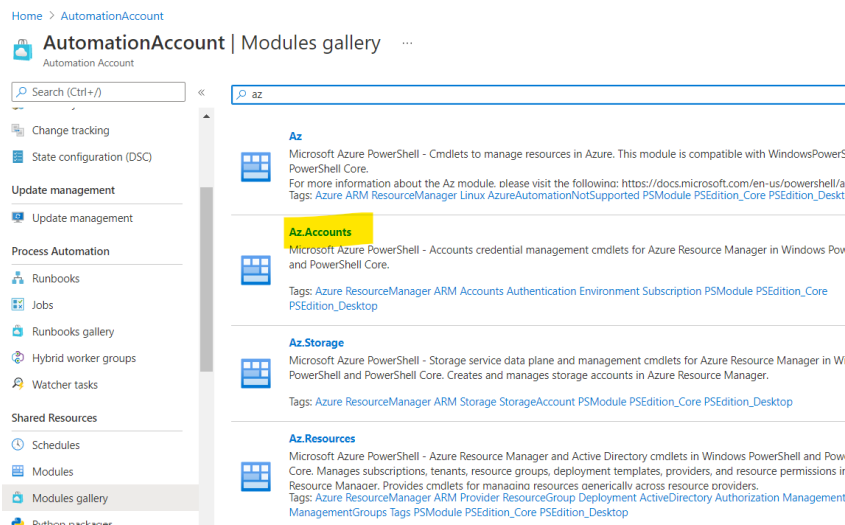 Home > AutomationAccount
AutomationAccount | Modules gallery ...
Automation Account
Search (Ctrl+/)
«
Change tracking
State configuration (DSC)
Update management
Update management
Process Automation
Runbooks
Jobs
Runbooks gallery
Hybrid worker groups
Watcher tasks
Shared Resources
Schedules
Modules
Modules gallery
Python packages
az
Az
Microsoft Azure PowerShell - Cmdlets to manage resources in Azure. This module is compatible with WindowsPowerS
PowerShell Core.
For more information about the Az module, please visit the following: https://docs.microsoft.com/en-us/powershell/a
Tags: Azure ARM ResourceManager Linux AzureAutomationNotSupported PSModule PSEdition_Core PSEdition_Deskt
Az.Accounts
Microsoft Azure PowerShell - Accounts credential management cmdlets for Azure Resource Manager in Windows Pow
and PowerShell Core.
Tags: Azure ResourceManager ARM Accounts Authentication Environment Subscription PSModule PSEdition_Core
PSEdition_Desktop
Az.Storage
Microsoft Azure PowerShell - Storage service data plane and management cmdlets for Azure Resource Manager in Wi
PowerShell and PowerShell Core. Creates and manages storage accounts in Azure Resource Manager.
Tags: Azure ResourceManager ARM Storage StorageAccount PSModule PSEdition_Core PSEdition_Desktop
Az.Resources
Microsoft Azure PowerShell - Azure Resource Manager and Active Directory cmdlets in Windows PowerShell and Pow
Core. Manages subscriptions, tenants, resource groups, deployment templates, providers, and resource permissions in
Resource Manager. Provides cmdlets for managing resources generically across resource providers.
Tags: Azure ResourceManager ARM Provider ResourceGroup Deployment ActiveDirectory Authorization Management
ManagementGroups Tags PSModule PSEdition_Core PSEdition_Desktop